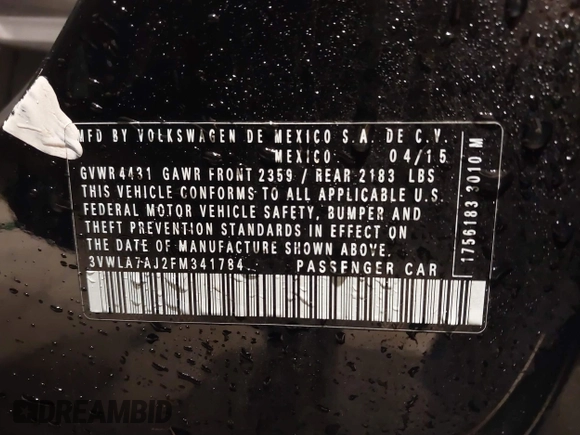 MFD BY VOLKSWAGEN DE MEXICO S.A. DE C.V.
MEXICO: 04/15
GVWR 4431 GAWR FRONT 2359 / REAR 2183 LBS
THIS VEHICLE CONFORMS TO ALL APPLICABLE U.S.
FEDERAL MOTOR VEHICLE SAFETY, BUMPER AND
THEFT PREVENTION STANDARDS IN EFFECT ON
THE DATE OF MANUFACTURE SHOWN ABOVE.
3VWLA7AJ2FM341784 PASSENGER CAR
1756183 3010 M
DREAMBID